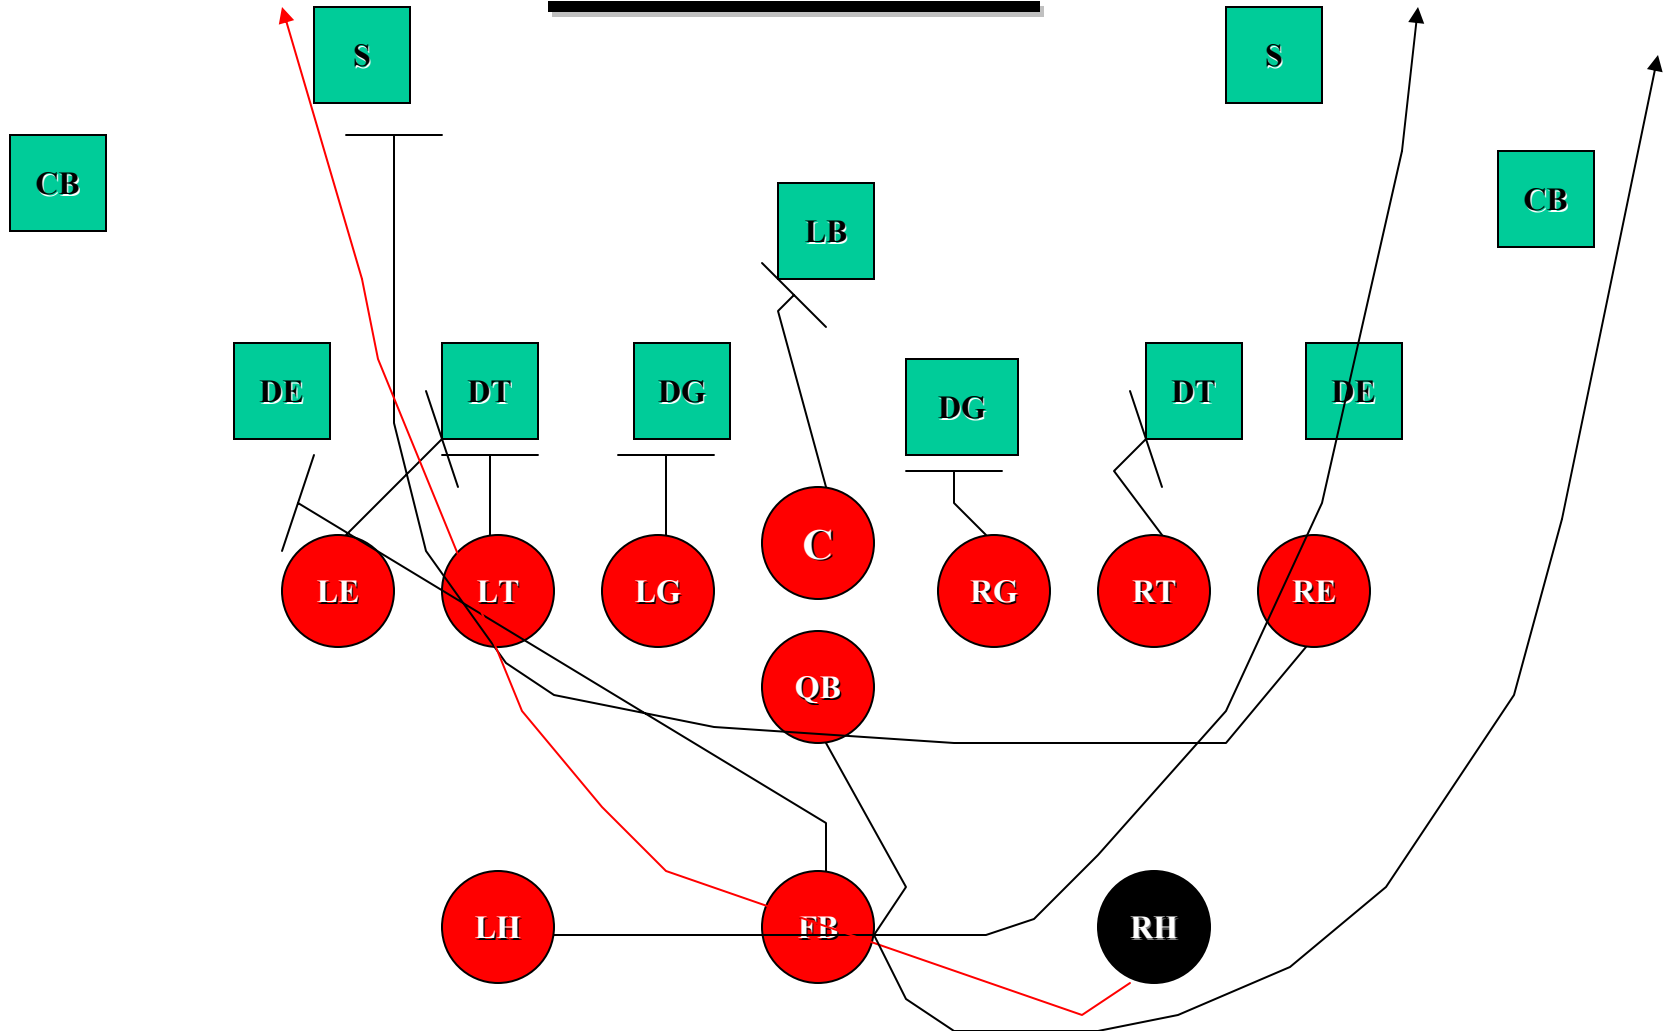 S
S
CB
CB
LB
DE
DT
DG
DG
DT
DE
C
LE
LT
LG
RG
RT
RE
QB
LH
FB
RH